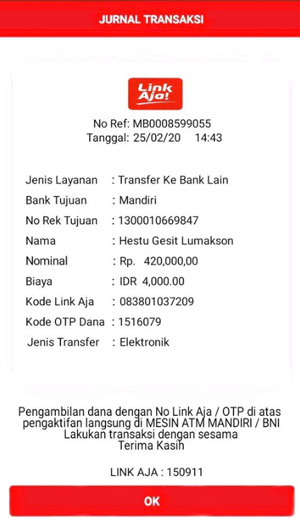 JURNAL TRANSAKSI
Link
Aja!
No Ref: MB0008599055
Tanggal: 25/02/20 14:43
Jenis Layanan : Transfer Ke Bank Lain
Bank Tujuan : Mandiri
No Rek Tujuan : 1300010669847
Nama : Hestu Gesit Lumakson
Nominal : Rp. 420,000,00
Biaya : IDR 4,000.00
Kode Link Aja : 083801037209
Kode OTP Dana : 1516079
Jenis Transfer : Elektronik
Pengambilan dana dengan No Link Aja / OTP di atas
pengaktifan langsung di MESIN ATM MANDIRI / BNI
Lakukan transaksi dengan sesama
Terima Kasih
LINK AJA : 150911
OK